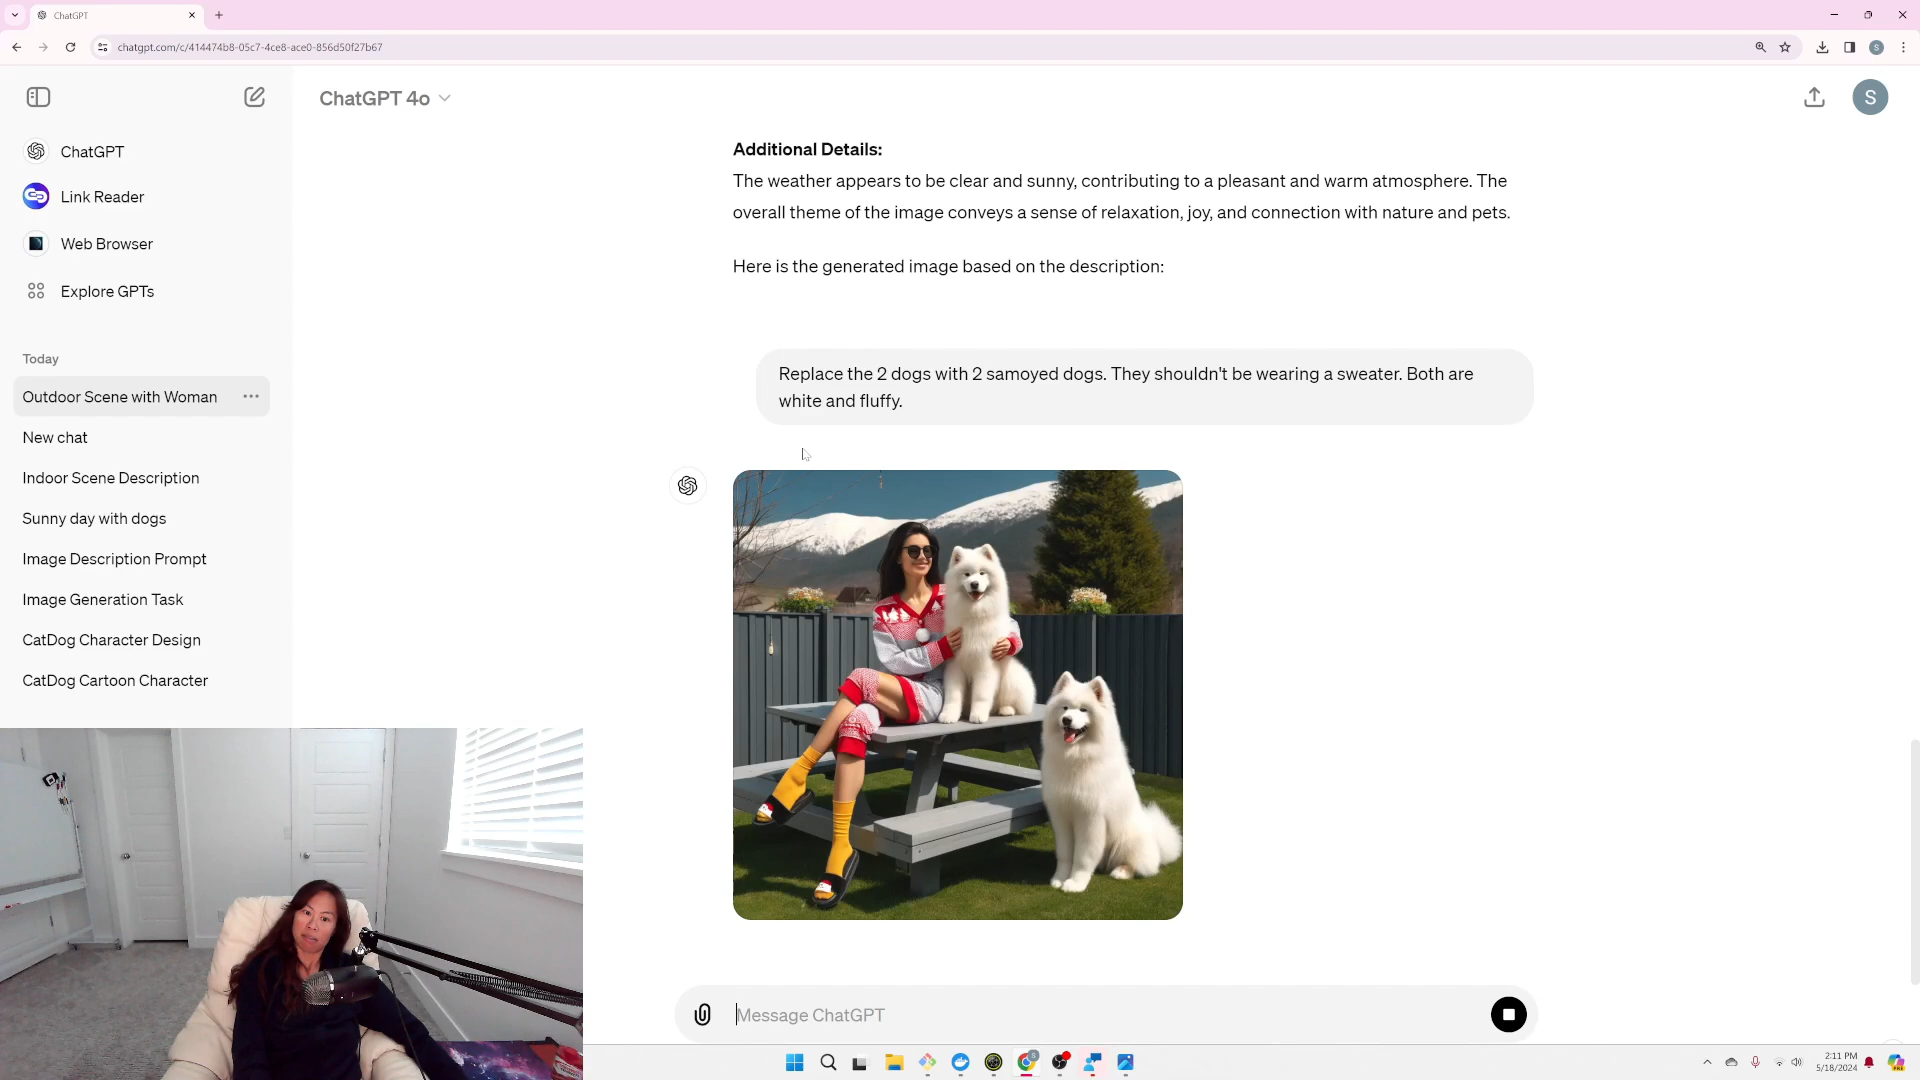 ChatGPT
chatgpt.com/c/414474b8-05c7-4ce8-ace0-856d50f27b67
S
ChatGPT 4o
S
ChatGPT
Link Reader
Web Browser
Explore GPTs
Today
Outdoor Scene with Woman
New chat
Indoor Scene Description
Sunny day with dogs
Image Description Prompt
Image Generation Task
CatDog Character Design
CatDog Cartoon Character
Additional Details:
The weather appears to be clear and sunny, contributing to a pleasant and warm atmosphere. The
overall theme of the image conveys a sense of relaxation, joy, and connection with nature and pets.
Here is the generated image based on the description:
Replace the 2 dogs with 2 samoyed dogs. They shouldn't be wearing a sweater. Both are
white and fluffy.
Message ChatGPT
2:11 PM
5/18/2024